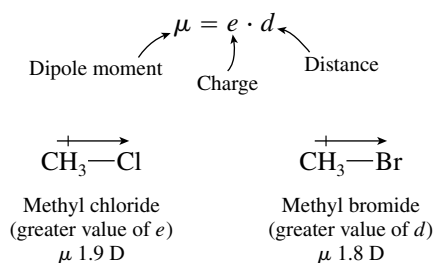 μ = e · d
Dipole moment
Charge
Distance
CH₃—Cl
Methyl chloride
(greater value of e)
μ 1.9 D
CH₃—Br
Methyl bromide
(greater value of d)
μ 1.8 D